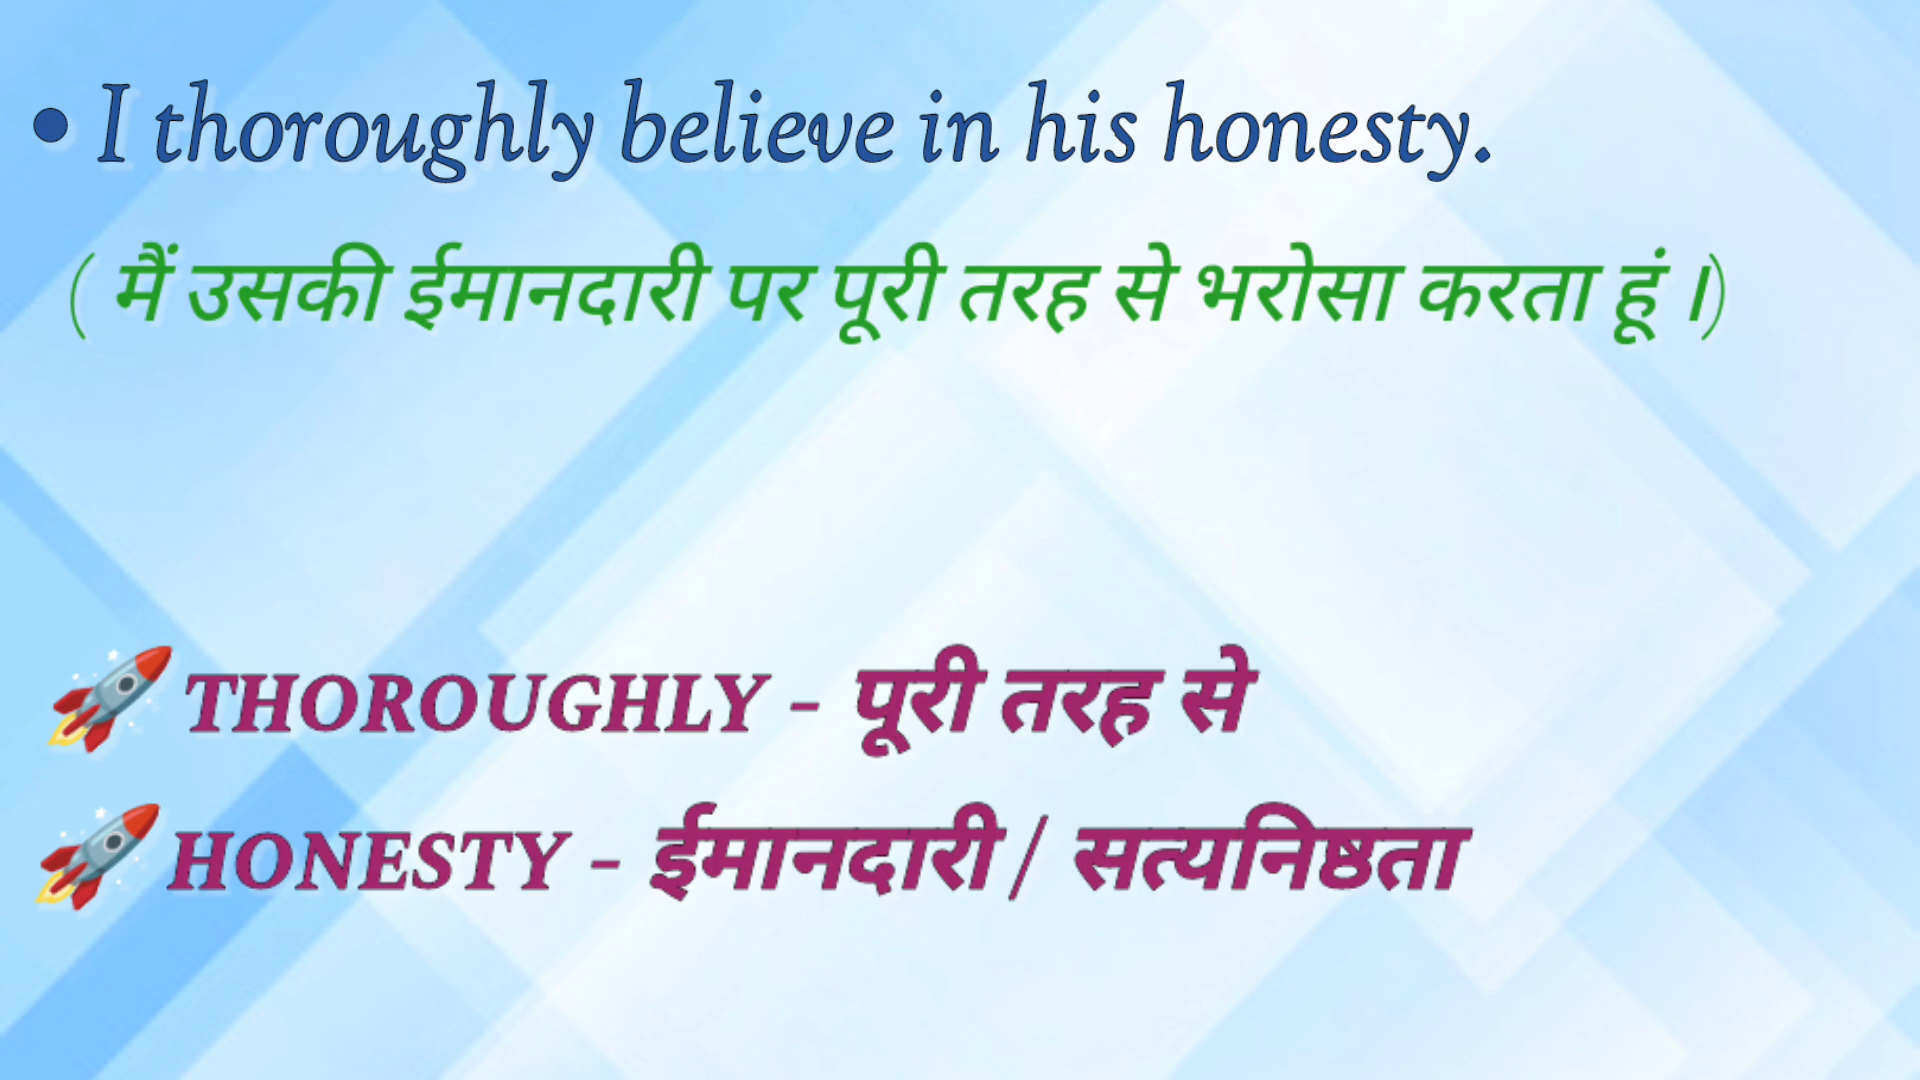 • I thoroughly believe in his honesty.
( मैं उसकी ईमानदारी पर पूरी तरह से भरोसा करता हूं ।)
🚀 THOROUGHLY - पूरी तरह से
🚀 HONESTY - ईमानदारी / सत्यनिष्ठता